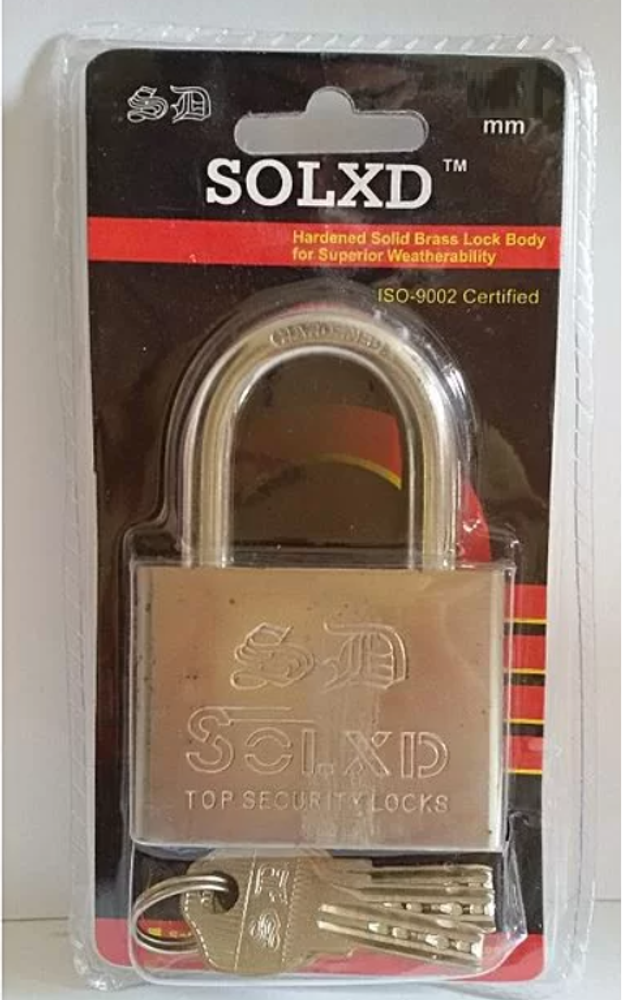 SD
mm
SOLXD™
Hardened Solid Brass Lock Body
for Superior Weatherability
ISO-9002 Certified
HARDENED
SD
SOLXD
TOP SECURITY LOCKS